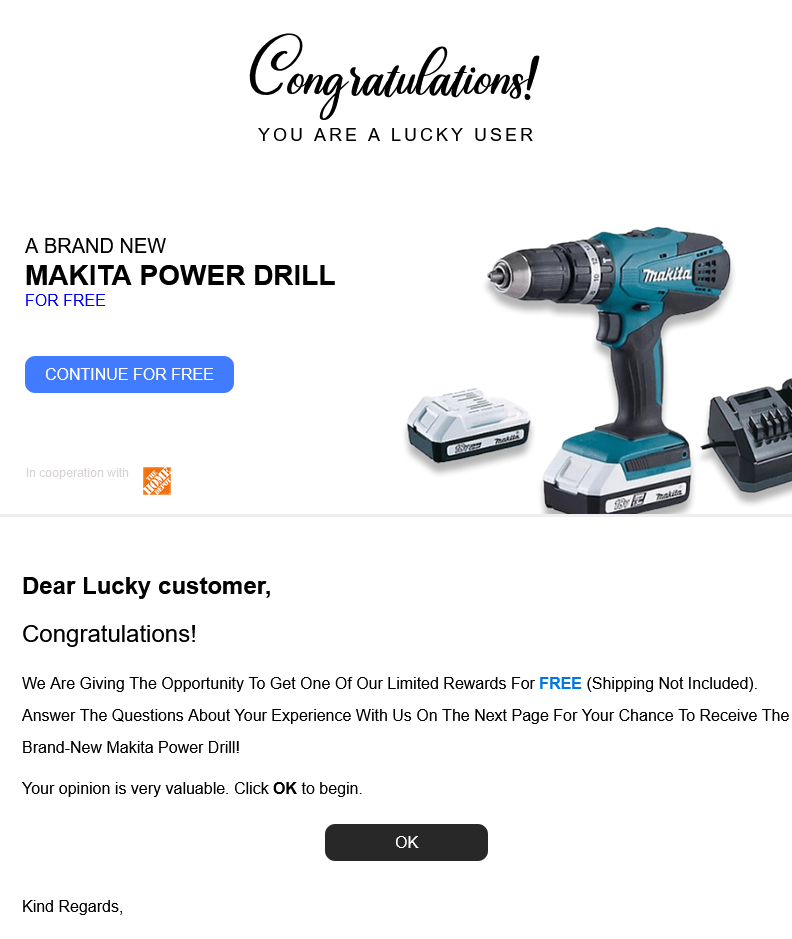 Congratulations!
YOU ARE A LUCKY USER
A BRAND NEW
MAKITA POWER DRILL
FOR FREE
CONTINUE FOR FREE
Makita
Makita
18V
Makita
In cooperation with
THE HOME DEPOT
Dear Lucky customer,
Congratulations!
We Are Giving The Opportunity To Get One Of Our Limited Rewards For FREE (Shipping Not Included).
Answer The Questions About Your Experience With Us On The Next Page For Your Chance To Receive The
Brand-New Makita Power Drill!
Your opinion is very valuable. Click OK to begin.
OK
Kind Regards,